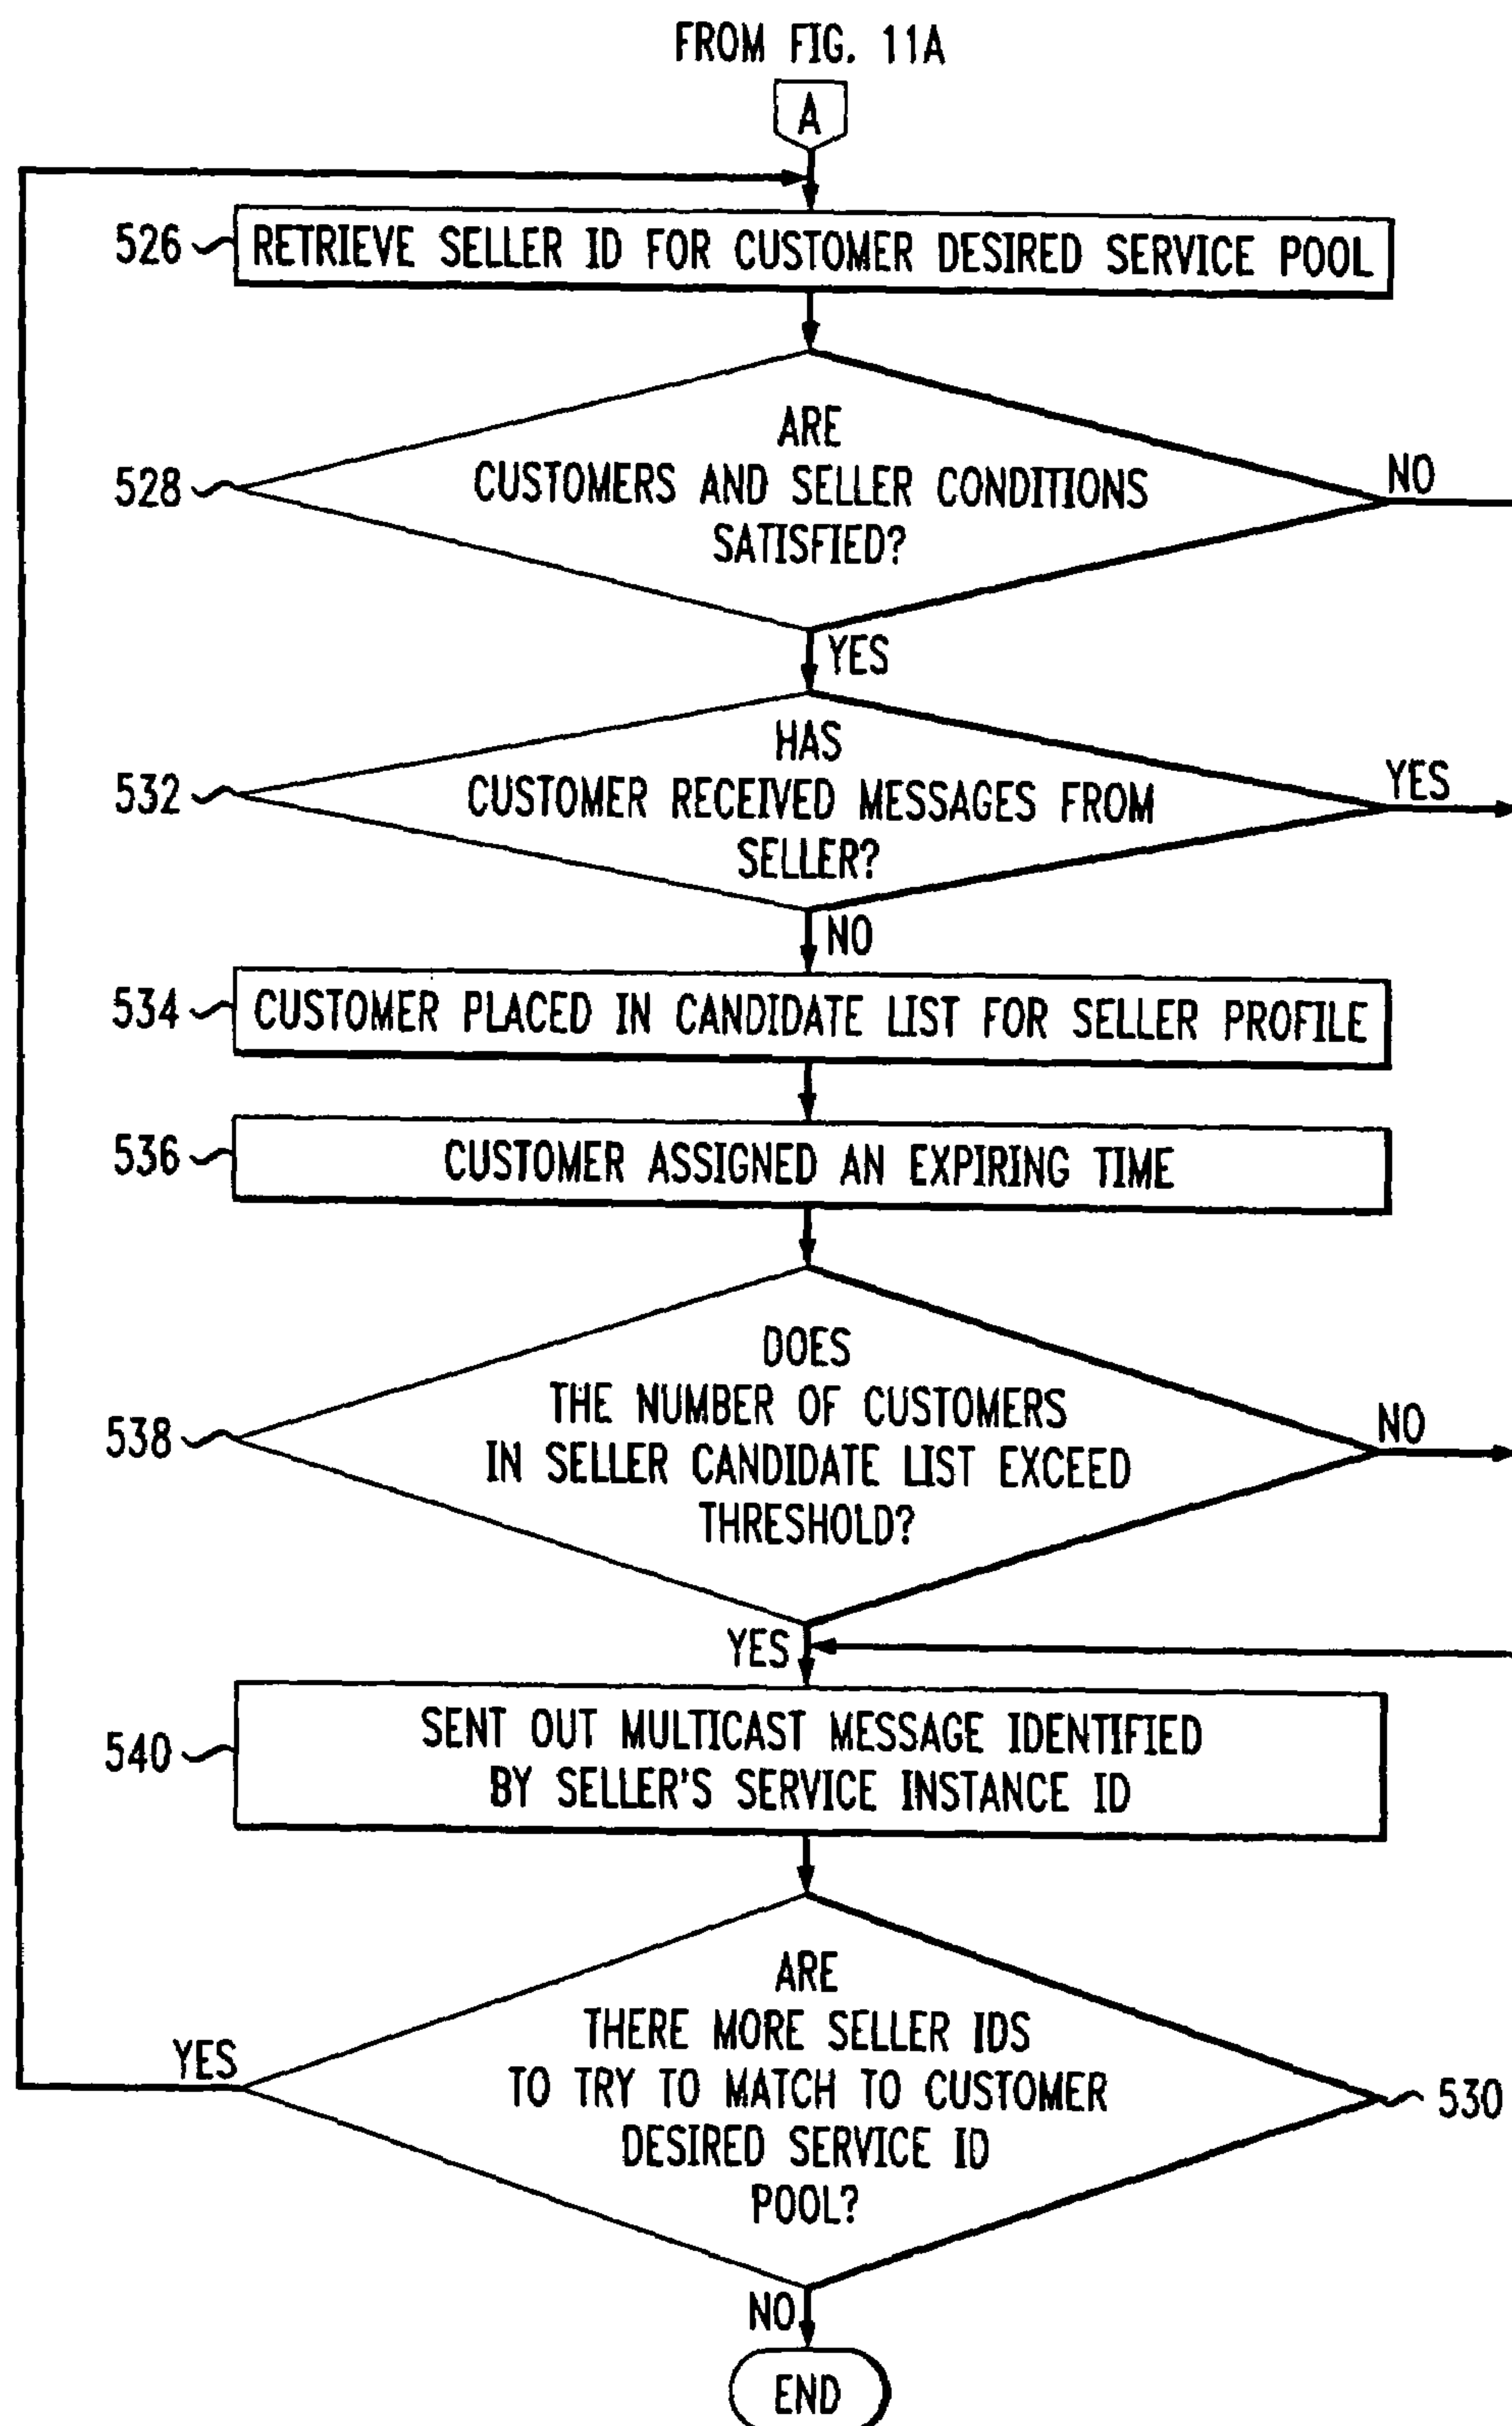 FROM FIG. 11A
A
526
RETRIEVE SELLER ID FOR CUSTOMER DESIRED SERVICE POOL
528
ARE
CUSTOMERS AND SELLER CONDITIONS
SATISFIED?
NO
YES
532
HAS
CUSTOMER RECEIVED MESSAGES FROM
SELLER?
YES
NO
534
CUSTOMER PLACED IN CANDIDATE LIST FOR SELLER PROFILE
536
CUSTOMER ASSIGNED AN EXPIRING TIME
538
DOES
THE NUMBER OF CUSTOMERS
IN SELLER CANDIDATE LIST EXCEED
THRESHOLD?
NO
YES
540
SENT OUT MULTICAST MESSAGE IDENTIFIED
BY SELLER'S SERVICE INSTANCE ID
ARE
THERE MORE SELLER IDS
TO TRY TO MATCH TO CUSTOMER
DESIRED SERVICE ID
POOL?
YES
530
NO
END